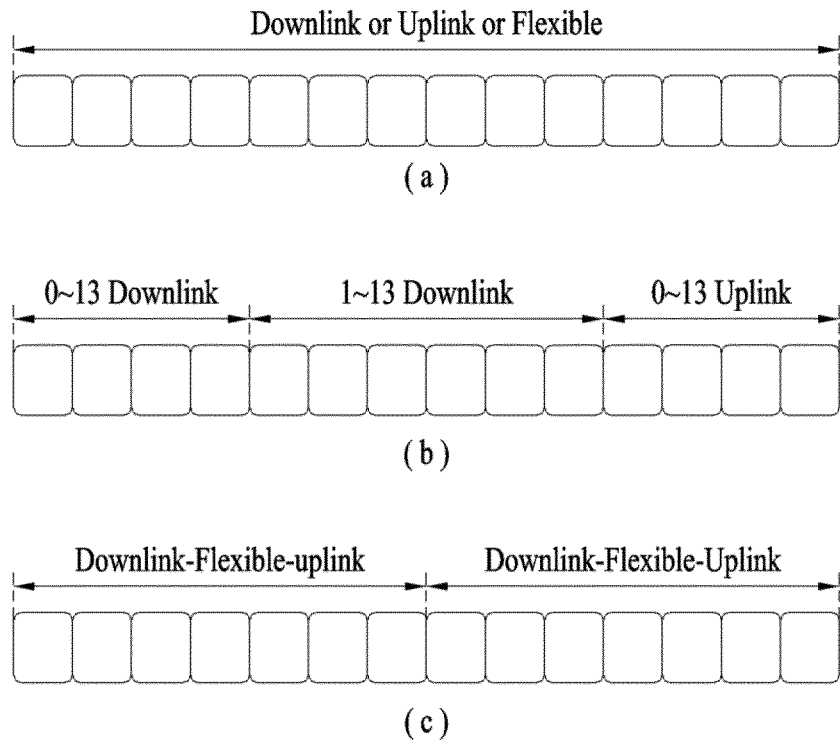 Downlink or Uplink or Flexible
( a )
0~13 Downlink 1~13 Downlink 0~13 Uplink
( b )
Downlink-Flexible-uplink Downlink-Flexible-Uplink
( c )